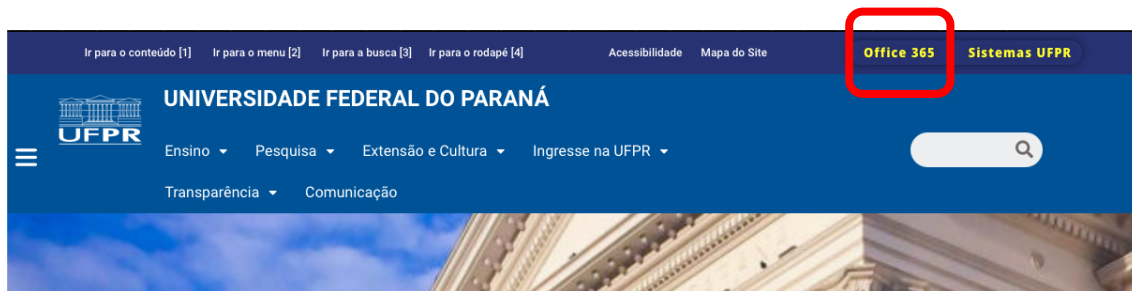 Ir para o conteúdo [1] Ir para o menu [2] Ir para a busca [3] Ir para o rodapé [4] Acessibilidade Mapa do Site Office 365 Sistemas UFPR
UNIVERSIDADE FEDERAL DO PARANÁ
UFPR
Ensino Pesquisa Extensão e Cultura Ingresse na UFPR
Transparência Comunicação